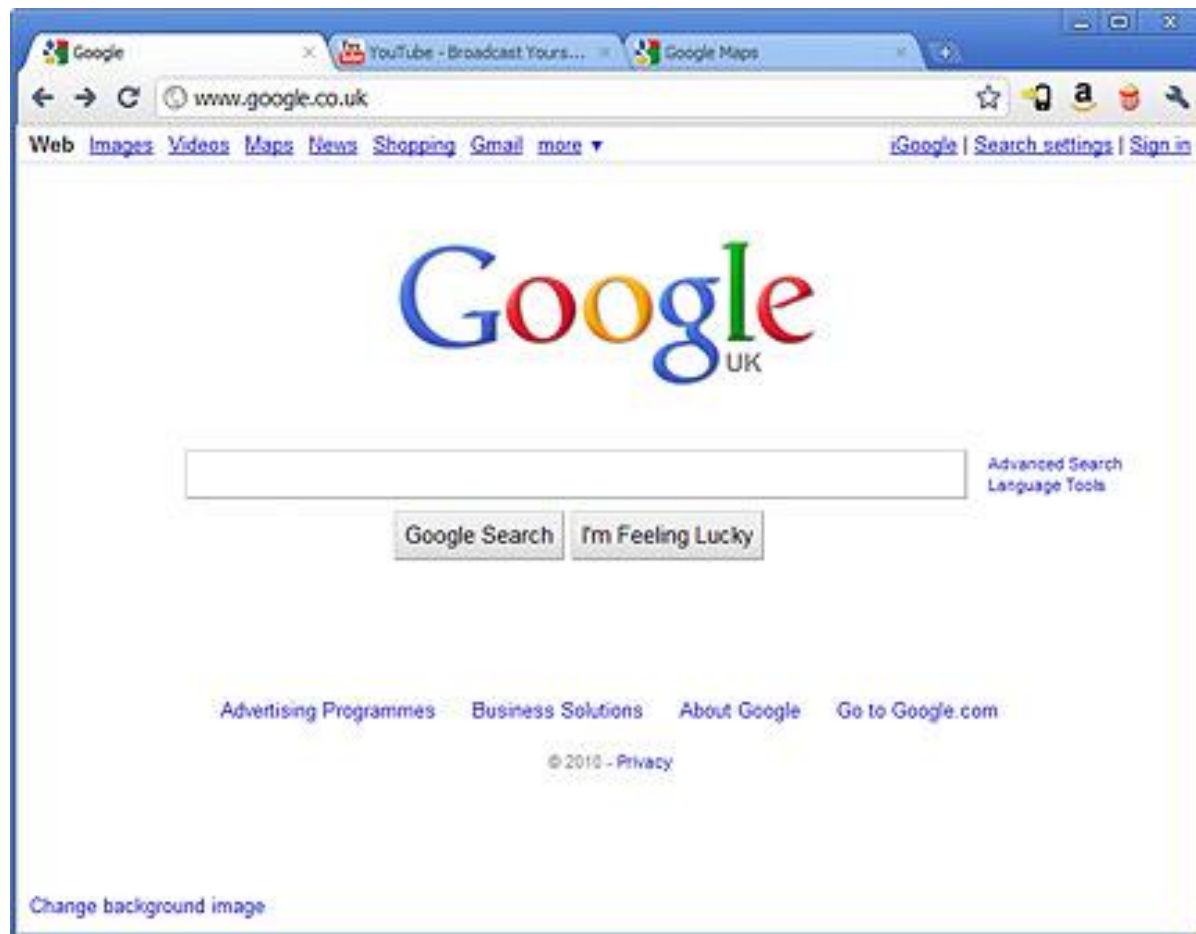 Google YouTube - Broadcast Yours... Google Maps
www.google.co.uk
Web Images Videos Maps News Shopping Gmail more ▼ iGoogle | Search settings | Sign in
Google
UK
Advanced Search
Language Tools
Google Search I'm Feeling Lucky
Advertising Programmes Business Solutions About Google Go to Google.com
© 2010 - Privacy
Change background image